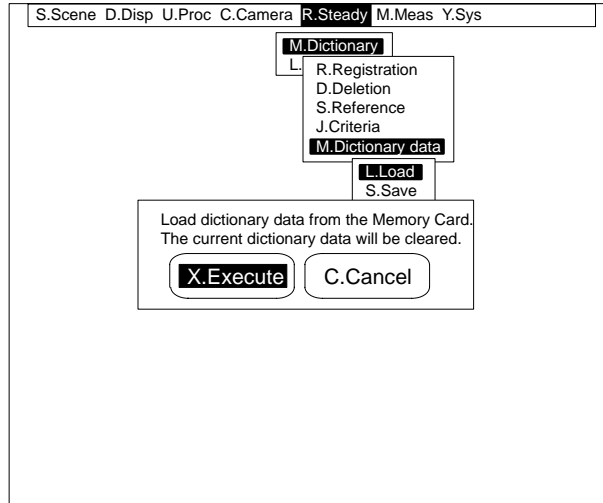 S.Scene D.Disp U.Proc C.Camera R.Steady M.Meas Y.Sys
M.Dictionary
L.
R.Registration
D.Deletion
S.Reference
J.Criteria
M.Dictionary data
L.Load
S.Save
Load dictionary data from the Memory Card.
The current dictionary data will be cleared.
X.Execute C.Cancel